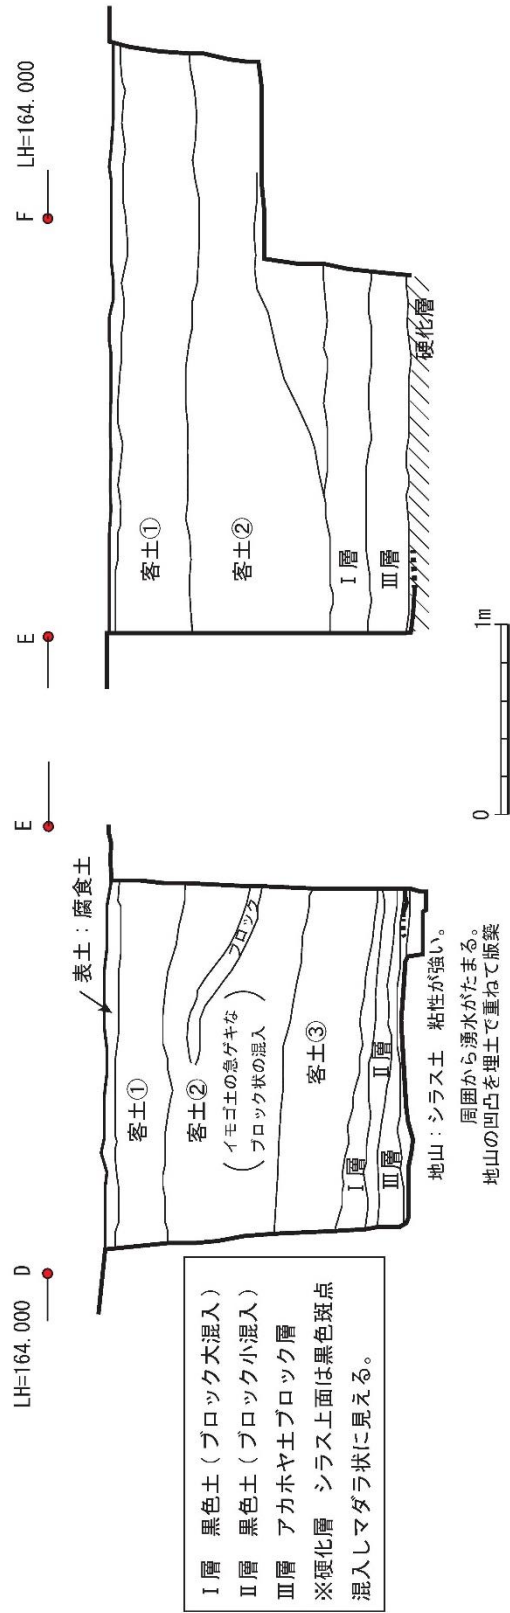 LH=164.000 D
E
E
F LH=164.000
表土:腐食土
客土①
客土②
ブロック
(イモゴ土の急ゲキな
ブロック状の混入)
客土③
Ⅰ層
Ⅱ層
Ⅲ層
地山:シラス土 粘性が強い。
周囲から湧水がたまる。
地山の凹凸を埋土で重ねて版築
客土①
客土②
Ⅰ層
Ⅲ層
硬化層
0 1m
Ⅰ層 黒色土(ブロック大混入)
Ⅱ層 黒色土(ブロック小混入)
Ⅲ層 アカホヤ土ブロック層
※硬化層 シラス上面は黒色斑点
混入しマダラ状に見える。